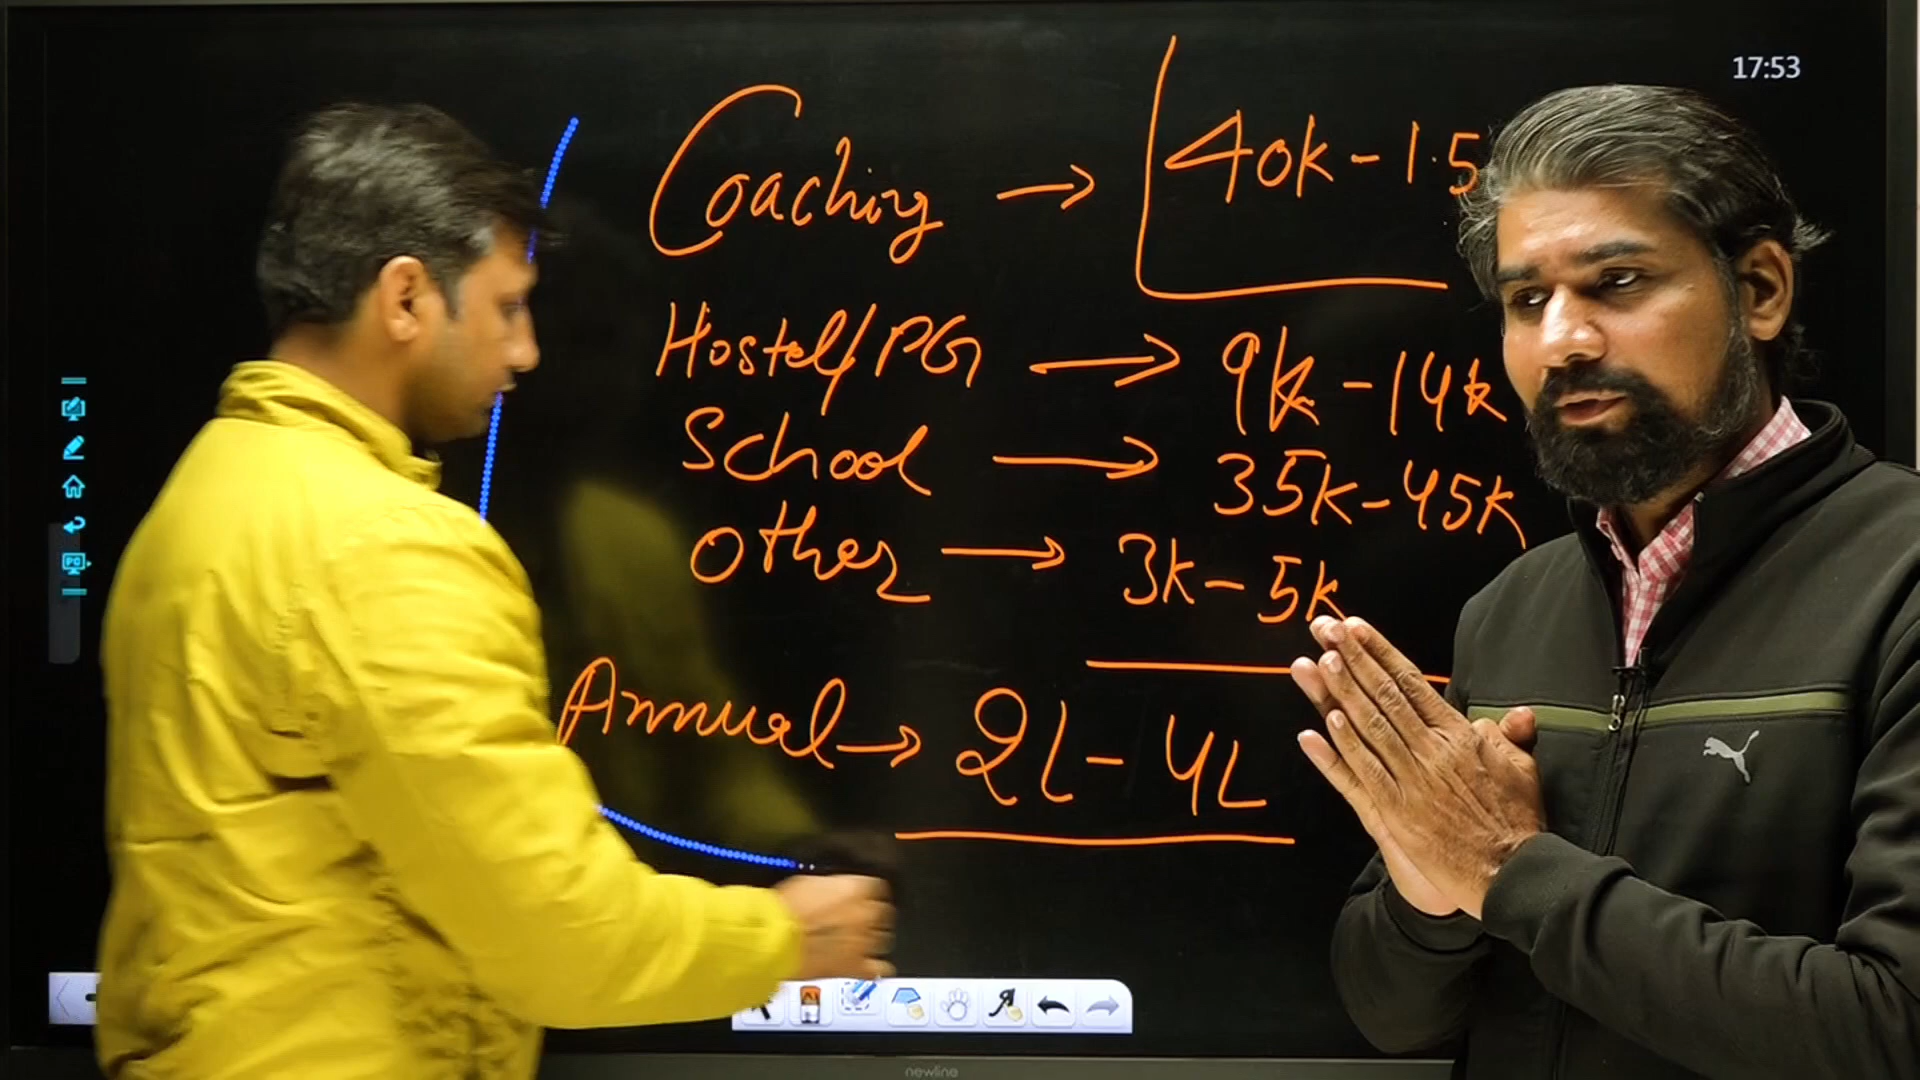 17:53
Coaching → 40k - 1.5
Hostel/PG → 9k - 14k
School → 35k - 45k
Other → 3k - 5k
Annual → 2L - 4L
PC
newline